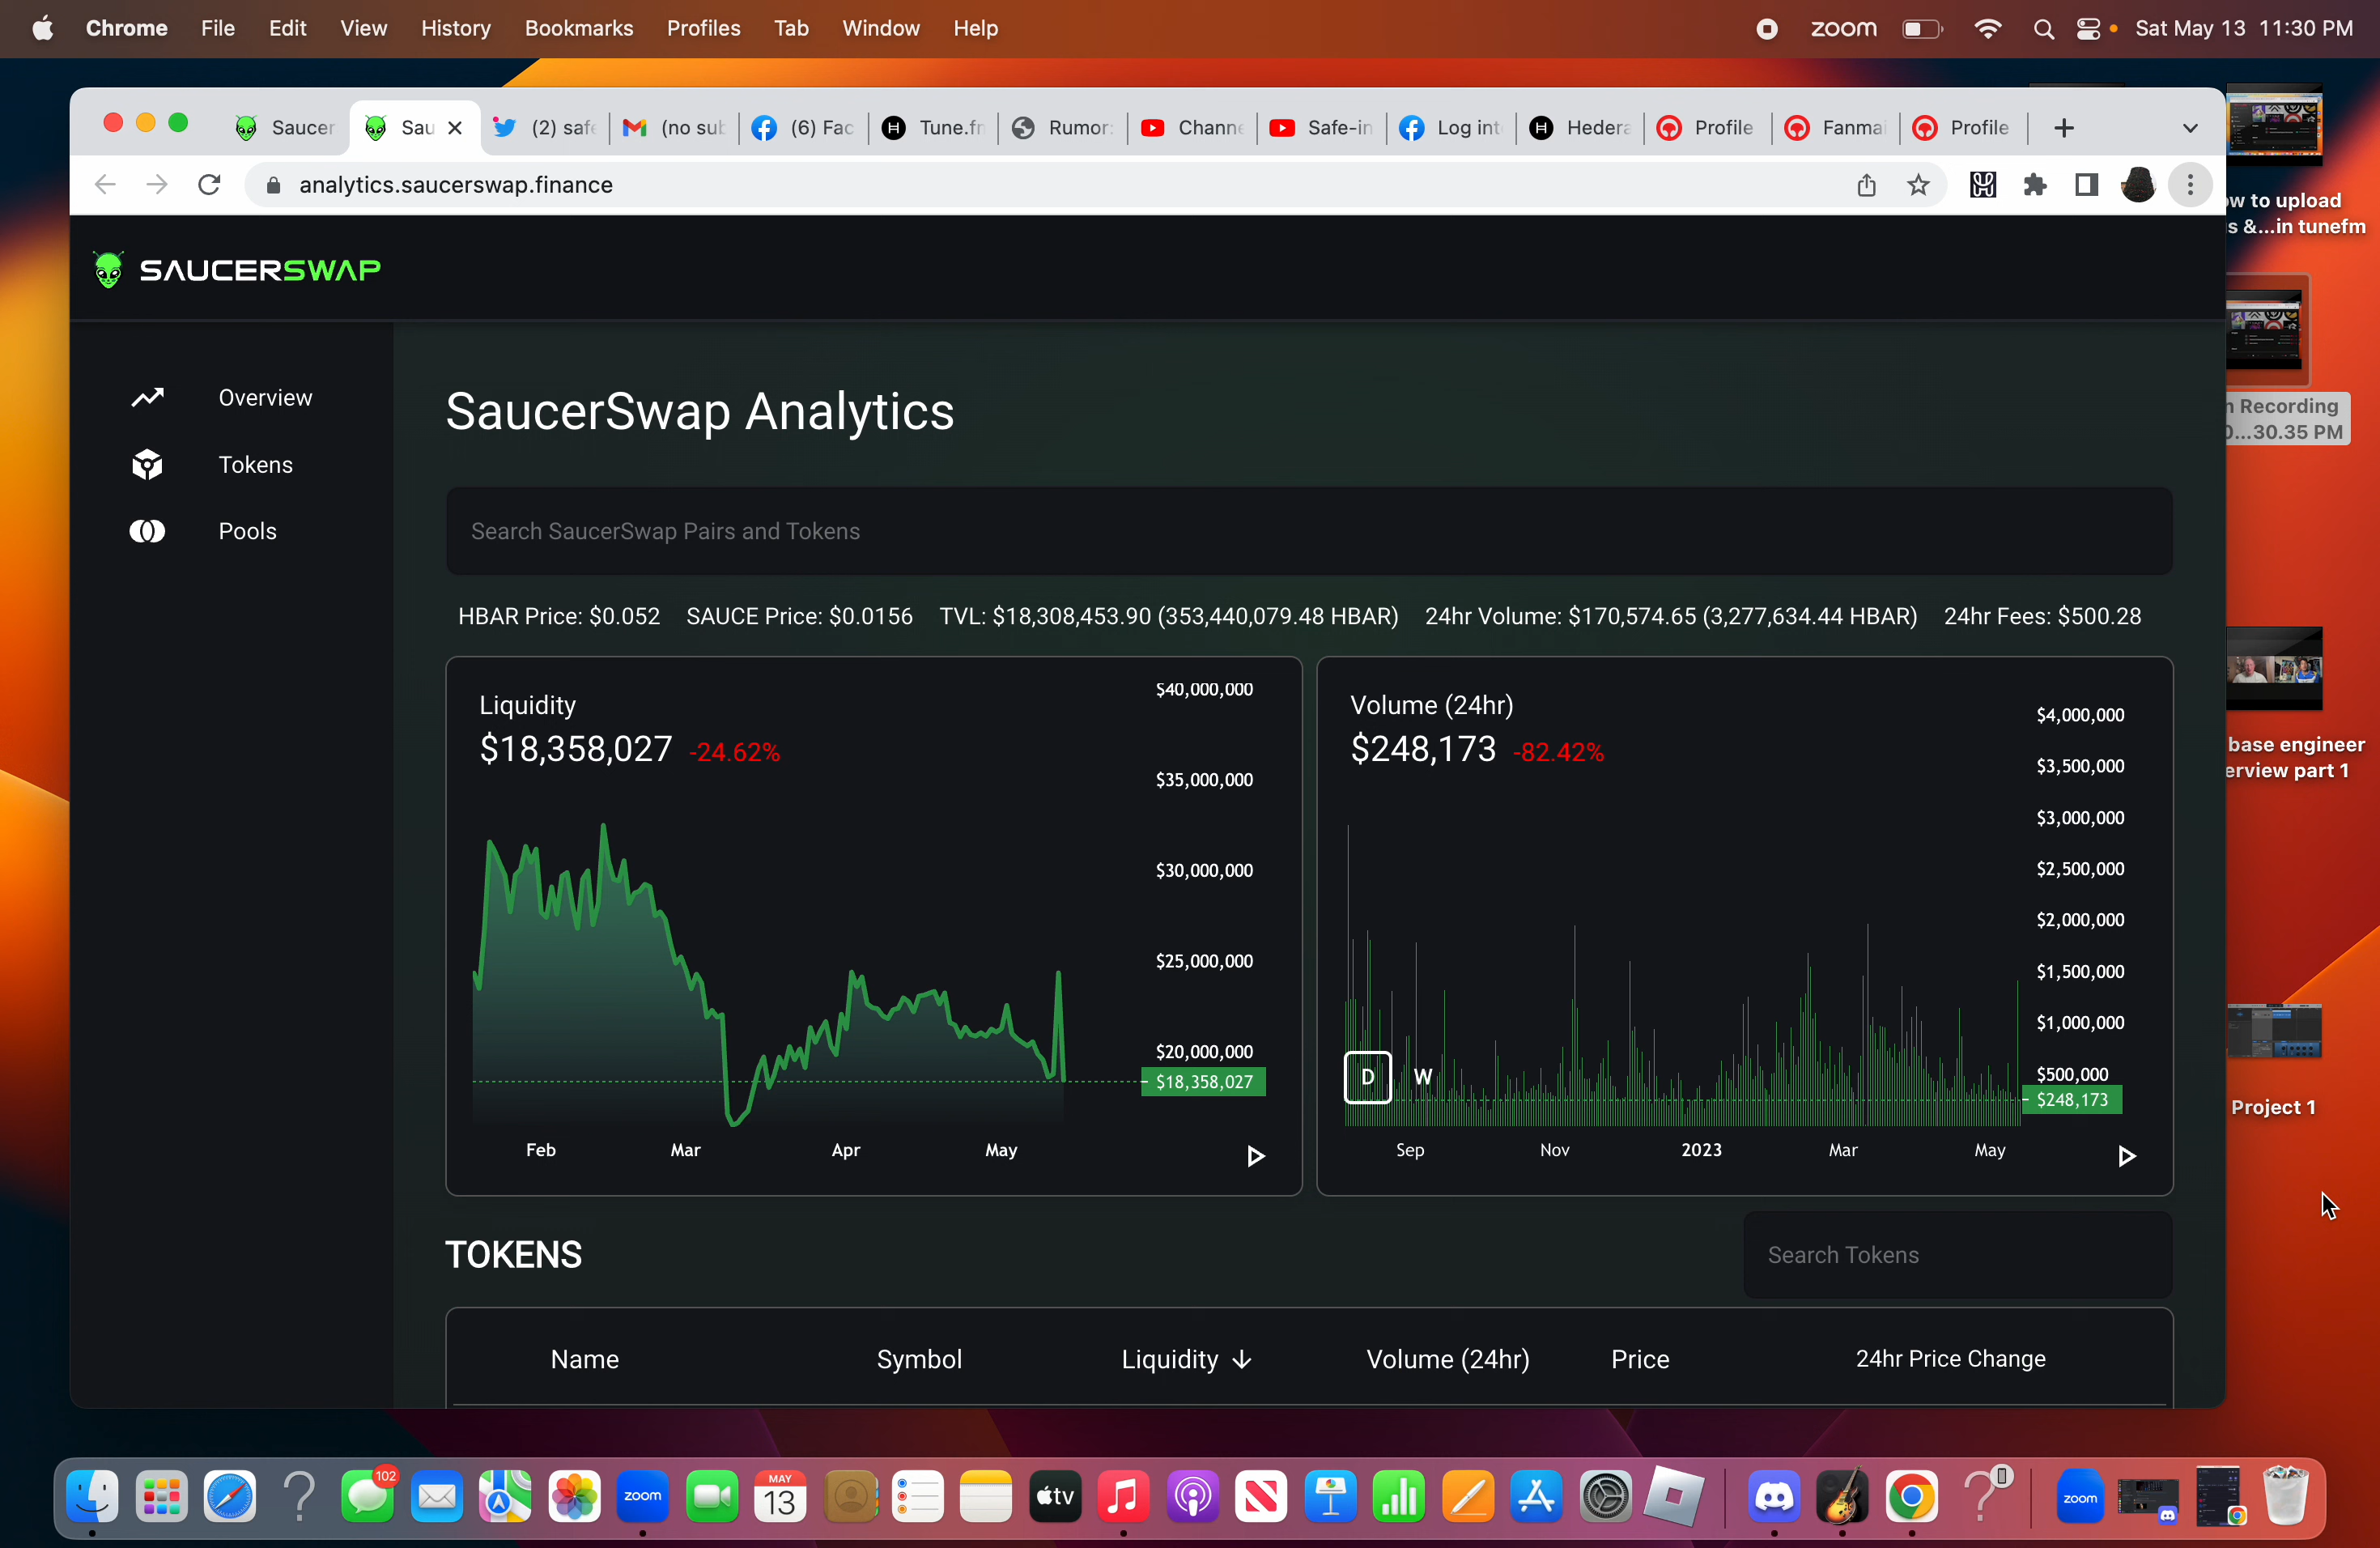 Chrome File Edit View History Bookmarks Profiles Tab Window Help zoom Sat May 13 11:30 PM
Saucer Sau (2) safe (no sub (6) Fac Tune.fn Rumor: Channe Safe-in Log int Hedera Profile Fanmai Profile
analytics.saucerswap.finance
SAUCERSWAP
Overview
Tokens
Pools
SaucerSwap Analytics
Search SaucerSwap Pairs and Tokens
HBAR Price: $0.052 SAUCE Price: $0.0156 TVL: $18,308,453.90 (353,440,079.48 HBAR) 24hr Volume: $170,574.65 (3,277,634.44 HBAR) 24hr Fees: $500.28
Liquidity
$18,358,027 -24.62%
$40,000,000
$35,000,000
$30,000,000
$25,000,000
$20,000,000
$18,358,027
Feb Mar Apr May
Volume (24hr)
$248,173 -82.42%
$4,000,000
$3,500,000
$3,000,000
$2,500,000
$2,000,000
$1,500,000
$1,000,000
$500,000
$248,173
D W
Sep Nov 2023 Mar May
TOKENS
Search Tokens
Name Symbol Liquidity Volume (24hr) Price 24hr Price Change
w to upload
s &...in tunefm
n Recording
0...30.35 PM
base engineer
erview part 1
Project 1
102
zoom
MAY
13
tv
zoom